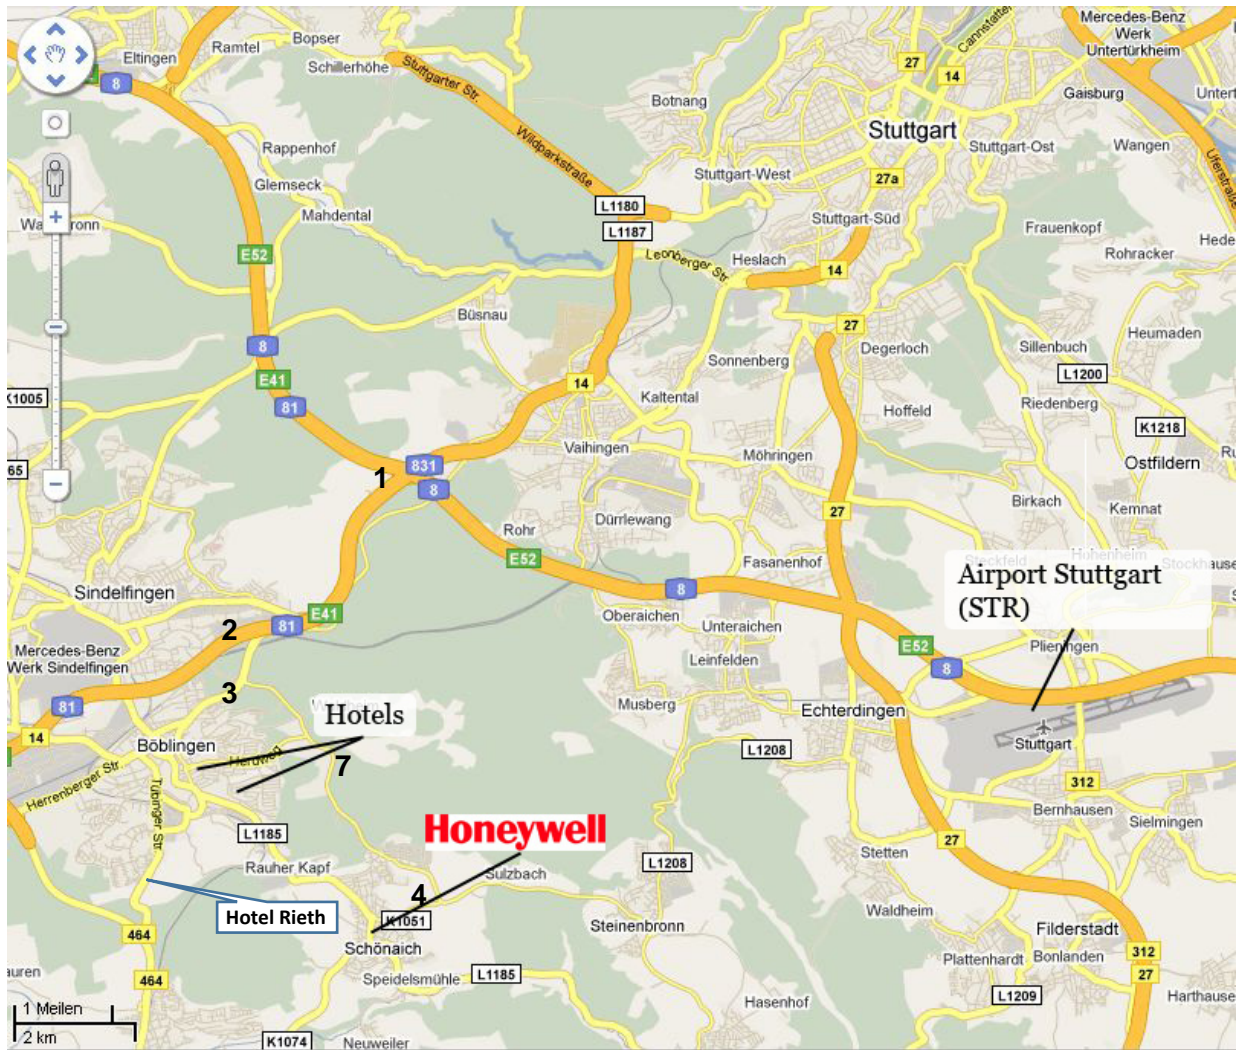 Mercedes-Benz
Werk
Untertürkheim
Bopser
Ramtel
Eltingen
Schillerhöhe
Stuttgarter Str.
Cannstatter
27
14
8
Gaisburg
Botnang
Wildparkstraße
Stuttgart
Stuttgart-Ost
Wangen
Uferstraße
Rappenhof
Glemseck
Stuttgart-West
27a
L1180
Mahdental
Stuttgart-Süd
L1187
Frauenkopf
Rohracker
E52
Leonberger Str.
Heslach
14
Büsnau
27
Heumaden
8
Sonnenberg
Degerloch
Sillenbuch
L1200
E41
14
K1005
81
Kaltental
Hoffeld
Riedenberg
K1218
Vaihingen
Möhringen
Ostfildern
831
1
8
65
Birkach
Kemnat
27
Dürrlewang
Rohr
E52
Fasanenhof
Steckfeld
Hohenheim
Airport Stuttgart
(STR)
Sindelfingen
8
E41
Oberaichen
2
81
Unteraichen
Mercedes-Benz
Werk Sindelfingen
Leinfelden
E52
Plieningen
8
3
81
Musberg
Echterdingen
Hotels
14
Böblingen
Herdweg
7
L1208
Stuttgart
Herrenberger Str.
Tübinger Str.
312
Bernhausen
Sielmingen
L1185
Honeywell
27
Rauher Kapf
Sulzbach
L1208
Stetten
4
Hotel Rieth
K1051
Waldheim
464
Schönaich
Steinenbronn
Filderstadt
464
Speidelsmühle
L1185
Plattenhardt
Bonlanden
312
27
L1209
Harthause
Hasenhof
1 Meilen
2 km
K1074
Neuweiler